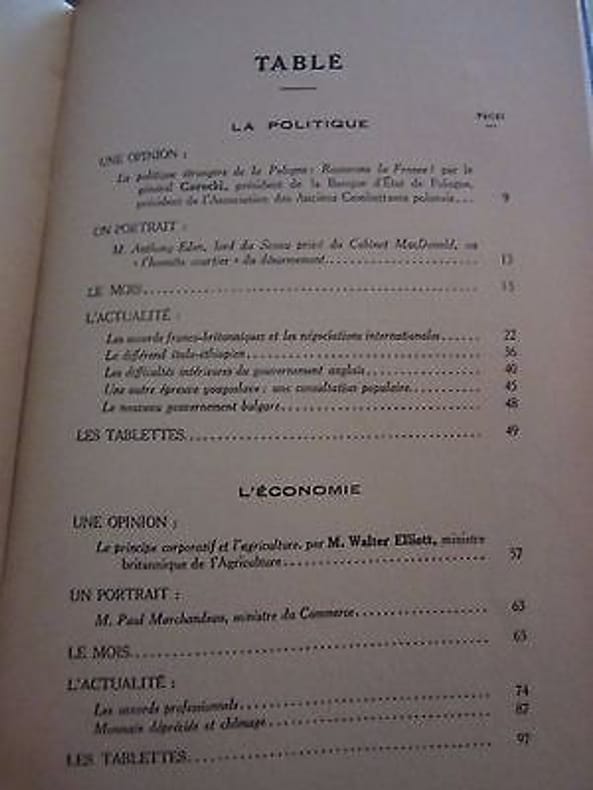 TABLE
LA POLITIQUE
PAGES
UNE OPINION :
La politique étrangère de la Pologne : Revenons la France ! par le
général Gorecki, président de la Banque d'État de Pologne,
président de l'Association des Anciens Combattants polonais... 9
UN PORTRAIT :
M. Anthony Eden, lord du Sceau privé du Cabinet MacDonald, ou
« l'honnête courtier » du désarmement.................... 13
LE MOIS.................... 15
L'ACTUALITÉ :
Les accords franco-britanniques et les négociations internationales...... 22
Le différend italo-éthiopien.................... 36
Les difficultés intérieures du gouvernement anglais.................... 40
Une autre épreuve yougoslave : une consultation populaire........... 45
Le nouveau gouvernement bulgare.................... 48
LES TABLETTES.................... 49
L'ÉCONOMIE
UNE OPINION :
Le principe corporatif et l'agriculture, par M. Walter Elliott, ministre
britannique de l'Agriculture.................... 57
UN PORTRAIT :
M. Paul Marchandeau, ministre du Commerce.................... 63
LE MOIS.................... 65
L'ACTUALITÉ :
Les accords professionnels.................... 74
Monnaie dépréciée et chômage.................... 87
LES TABLETTES.................... 97